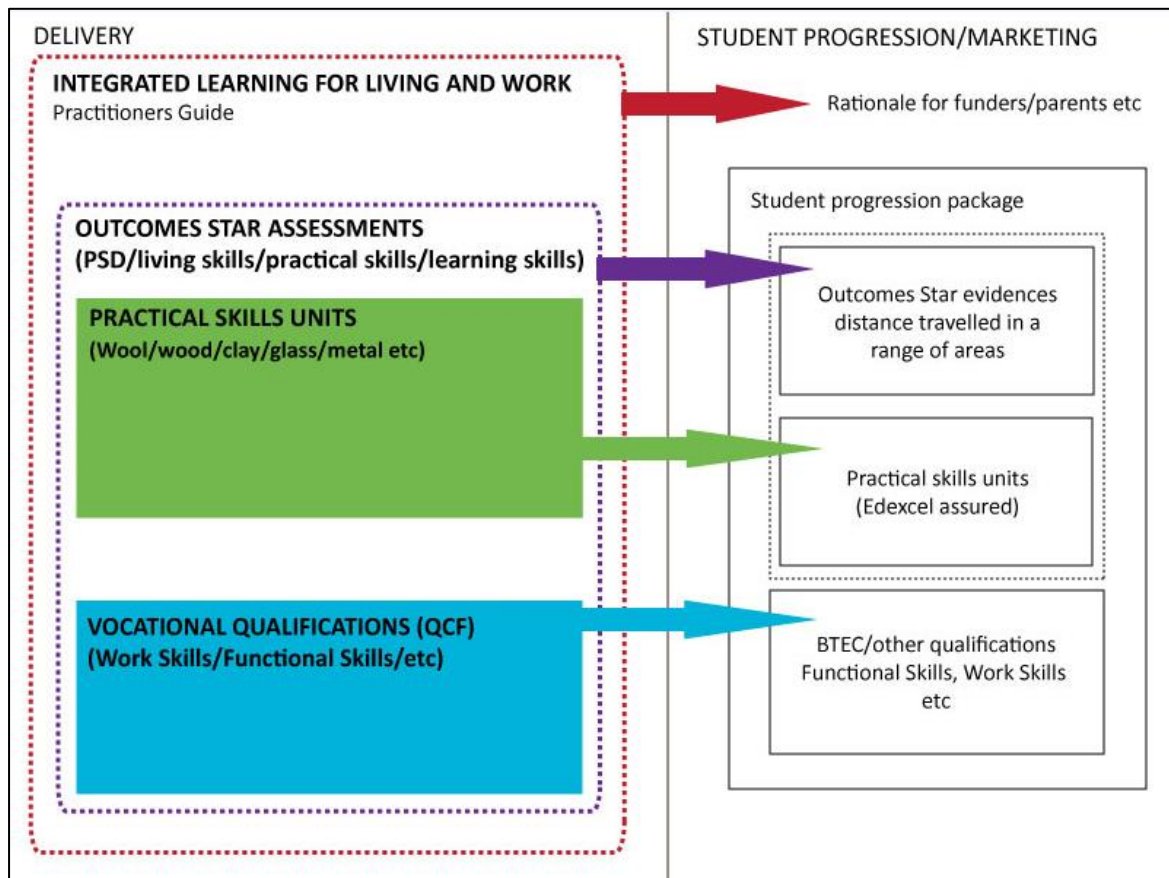 DELIVERY
INTEGRATED LEARNING FOR LIVING AND WORK
Practitioners Guide
OUTCOMES STAR ASSESSMENTS
(PSD/living skills/practical skills/learning skills)
PRACTICAL SKILLS UNITS
(Wool/wood/clay/glass/metal etc)
VOCATIONAL QUALIFICATIONS (QCF)
(Work Skills/Functional Skills/etc)
STUDENT PROGRESSION/MARKETING
Rationale for funders/parents etc
Student progression package
Outcomes Star evidences
distance travelled in a
range of areas
Practical skills units
(Edexcel assured)
BTEC/other qualifications
Functional Skills, Work Skills
etc